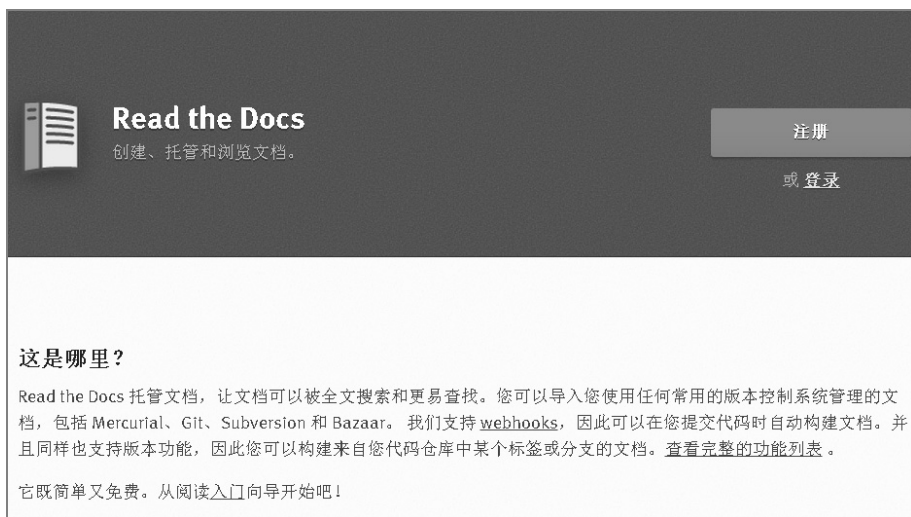 Read the Docs
创建、托管和浏览文档。
注册
或 登录
这是哪里？
Read the Docs 托管文档，让文档可以被全文搜索和更易查找。您可以导入您使用任何常用的版本控制系统管理的文
档，包括 Mercurial、Git、Subversion 和 Bazaar。 我们支持 webhooks，因此可以在您提交代码时自动构建文档。并
且同样也支持版本功能，因此您可以构建来自您代码仓库中某个标签或分支的文档。查看完整的功能列表 。
它既简单又免费。从阅读入门向导开始吧！